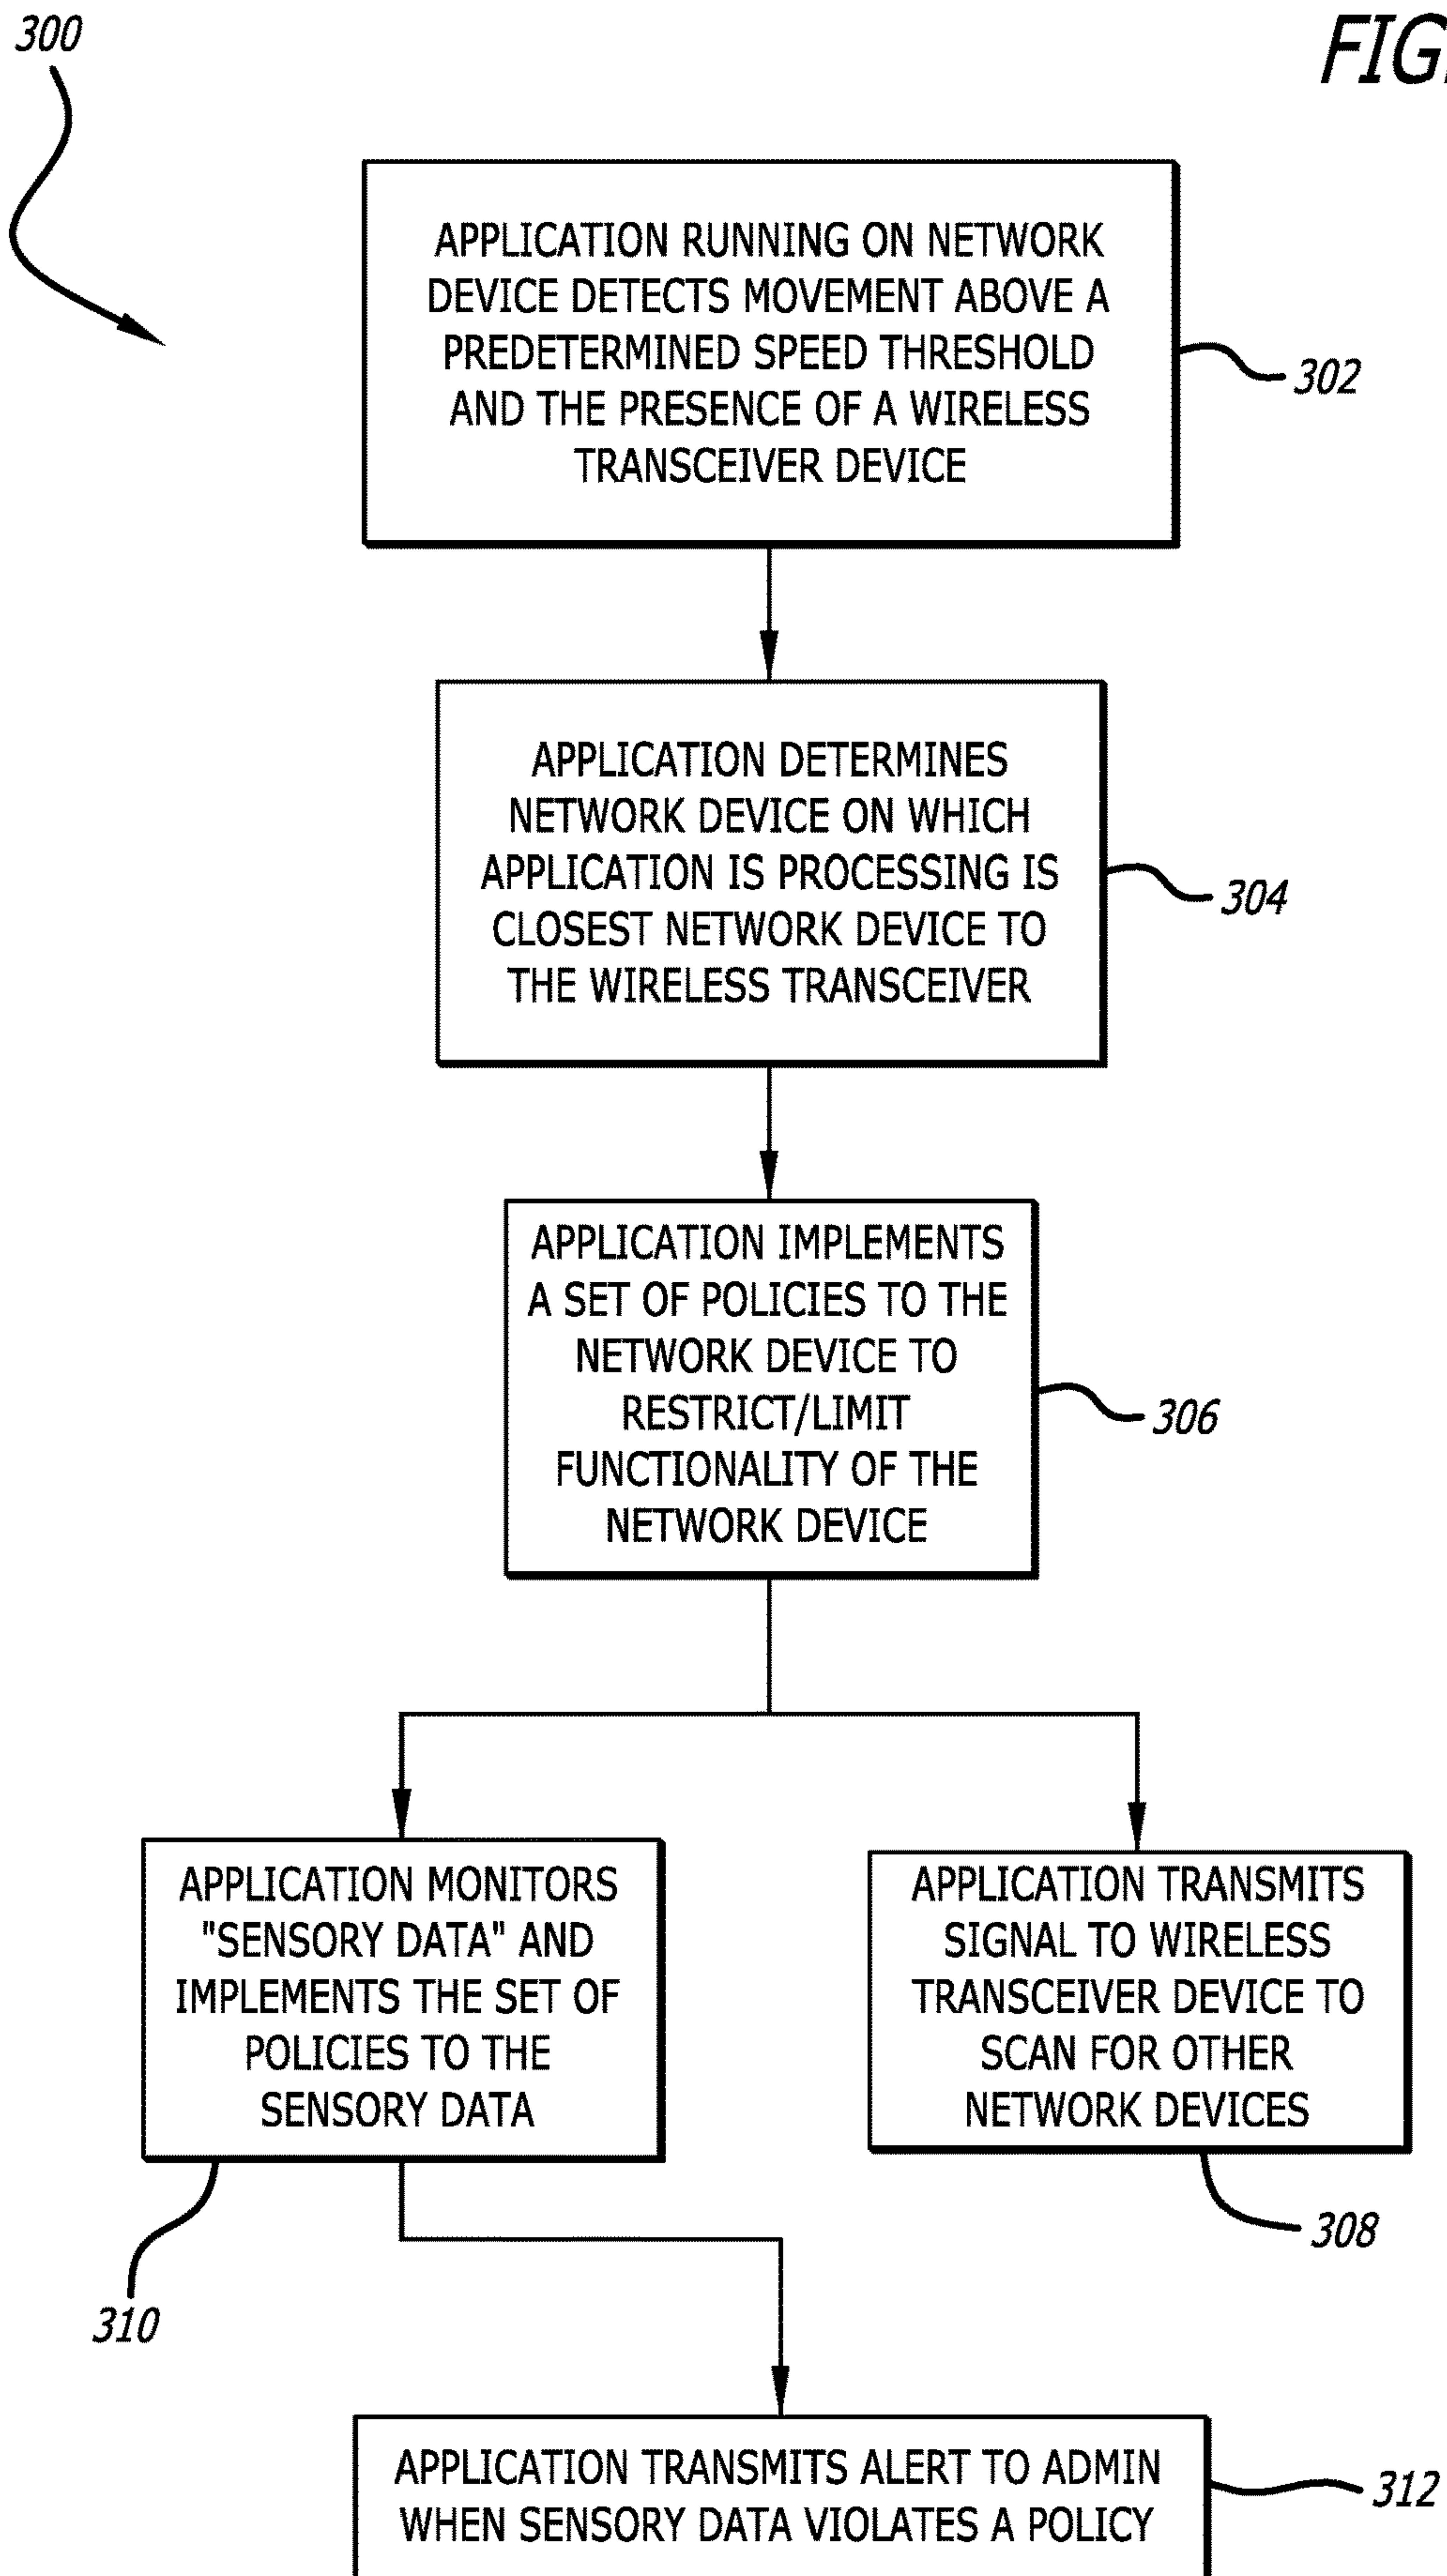 300
FIG
APPLICATION RUNNING ON NETWORK
DEVICE DETECTS MOVEMENT ABOVE A
PREDETERMINED SPEED THRESHOLD
AND THE PRESENCE OF A WIRELESS
TRANSCEIVER DEVICE
302
APPLICATION DETERMINES
NETWORK DEVICE ON WHICH
APPLICATION IS PROCESSING IS
CLOSEST NETWORK DEVICE TO
THE WIRELESS TRANSCEIVER
304
APPLICATION IMPLEMENTS
A SET OF POLICIES TO THE
NETWORK DEVICE TO
RESTRICT/LIMIT
FUNCTIONALITY OF THE
NETWORK DEVICE
306
APPLICATION MONITORS
"SENSORY DATA" AND
IMPLEMENTS THE SET OF
POLICIES TO THE
SENSORY DATA
310
APPLICATION TRANSMITS
SIGNAL TO WIRELESS
TRANSCEIVER DEVICE TO
SCAN FOR OTHER
NETWORK DEVICES
308
APPLICATION TRANSMITS ALERT TO ADMIN
WHEN SENSORY DATA VIOLATES A POLICY
312